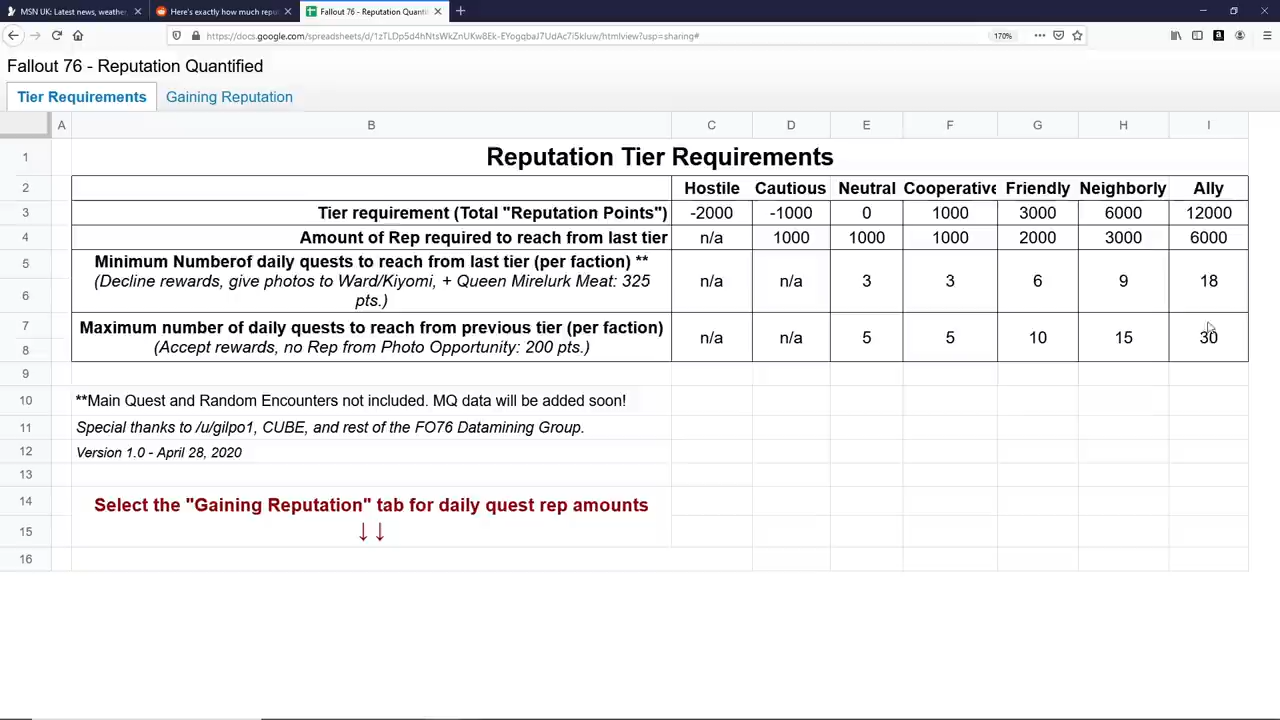 MSN UK: Latest news, weather,
Here's exactly how much reput
Fallout 76 - Reputation Quantifi
https://docs.google.com/spreadsheets/d/
/htmlview?usp=sharing#
170%
Fallout 76 - Reputation Quantified
Tier Requirements Gaining Reputation
A B C D E F G H I
1 Reputation Tier Requirements
2 Hostile Cautious Neutral Cooperative Friendly Neighborly Ally
3 Tier requirement (Total "Reputation Points") -2000 -1000 0 1000 3000 6000 12000
4 Amount of Rep required to reach from last tier n/a 1000 1000 1000 2000 3000 6000
5 Minimum Numberof daily quests to reach from last tier (per faction) **
(Decline rewards, give photos to Ward/Kiyomi, + Queen Mirelurk Meat: 325 n/a n/a 3 3 6 9 18
6 pts.)
7 Maximum number of daily quests to reach from previous tier (per faction)
n/a n/a 5 5 10 15 30
8 (Accept rewards, no Rep from Photo Opportunity: 200 pts.)
9
10 **Main Quest and Random Encounters not included. MQ data will be added soon!
11 Special thanks to /u/gilpo1, CUBE, and rest of the FO76 Datamining Group.
12 Version 1.0 - April 28, 2020
13
14 Select the "Gaining Reputation" tab for daily quest rep amounts
15 ↓↓
16